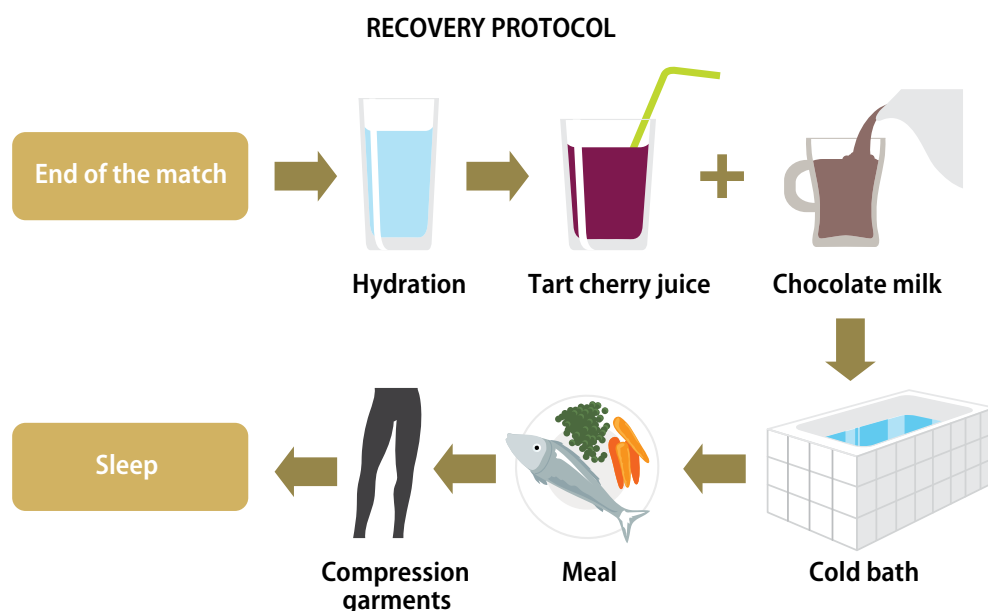 RECOVERY PROTOCOL
End of the match
Hydration
Tart cherry juice
Chocolate milk
Cold bath
Meal
Compression
garments
Sleep